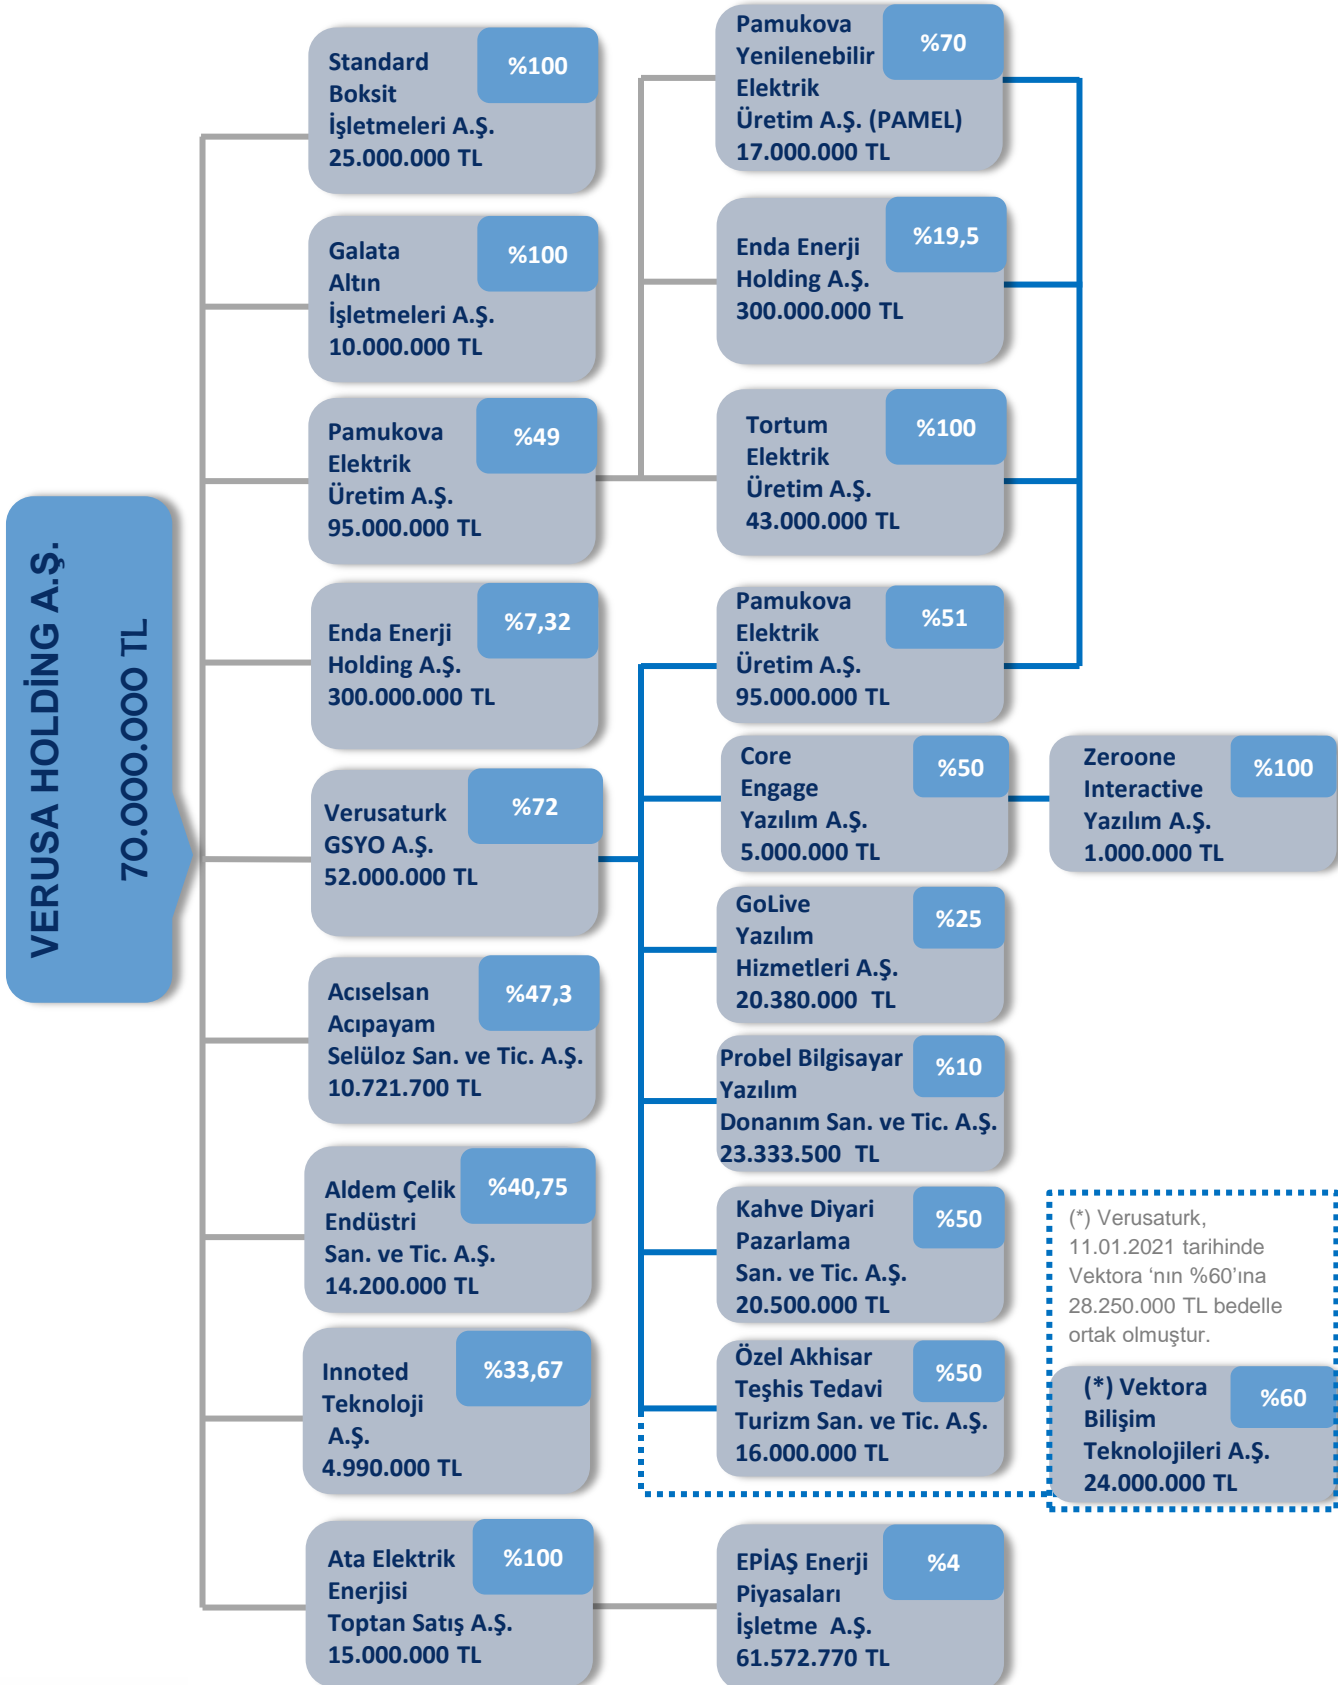 VERUSA HOLDİNG A.Ş.
70.000.000 TL
Standard
Boksit
İşletmeleri A.Ş.
25.000.000 TL
%100
Galata
Altın
İşletmeleri A.Ş.
10.000.000 TL
%100
Pamukova
Elektrik
Üretim A.Ş.
95.000.000 TL
%49
Enda Enerji
Holding A.Ş.
300.000.000 TL
%7,32
Verusaturk
GSYO A.Ş.
52.000.000 TL
%72
Acıselsan
Acıpayam
Selüloz San. ve Tic. A.Ş.
10.721.700 TL
%47,3
Aldem Çelik
Endüstri
San. ve Tic. A.Ş.
14.200.000 TL
%40,75
Innoted
Teknoloji
A.Ş.
4.990.000 TL
%33,67
Ata Elektrik
Enerjisi
Toptan Satış A.Ş.
15.000.000 TL
%100
Pamukova
Yenilenebilir
Elektrik
Üretim A.Ş. (PAMEL)
17.000.000 TL
%70
Enda Enerji
Holding A.Ş.
300.000.000 TL
%19,5
Tortum
Elektrik
Üretim A.Ş.
43.000.000 TL
%100
Pamukova
Elektrik
Üretim A.Ş.
95.000.000 TL
%51
Core
Engage
Yazılım A.Ş.
5.000.000 TL
%50
Zeroone
Interactive
Yazılım A.Ş.
1.000.000 TL
%100
GoLive
Yazılım
Hizmetleri A.Ş.
20.380.000 TL
%25
Probel Bilgisayar
Yazılım
Donanım San. ve Tic. A.Ş.
23.333.500 TL
%10
Kahve Diyari
Pazarlama
San. ve Tic. A.Ş.
20.500.000 TL
%50
Özel Akhisar
Teşhis Tedavi
Turizm San. ve Tic. A.Ş.
16.000.000 TL
%50
(*) Verusaturk,
11.01.2021 tarihinde
Vektora ‘nın %60’ına
28.250.000 TL bedelle
ortak olmuştur.
(*) Vektora
Bilişim
Teknolojileri A.Ş.
24.000.000 TL
%60
EPİAŞ Enerji
Piyasaları
İşletme A.Ş.
61.572.770 TL
%4